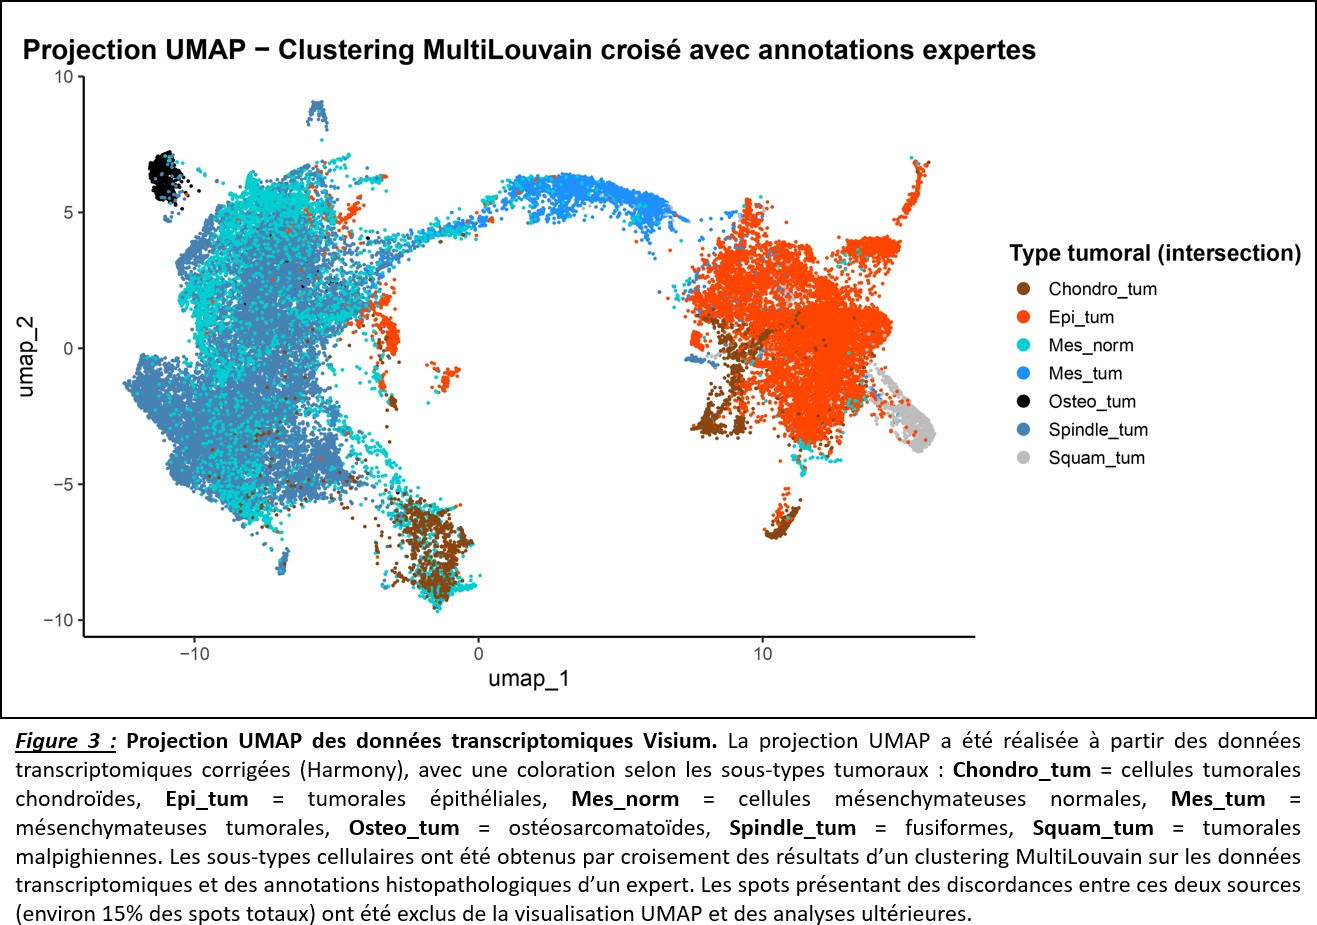 Projection UMAP − Clustering MultiLouvain croisé avec annotations expertes
10
5
0
−5
−10
umap_2
−10
0
10
umap_1
Type tumoral (intersection)
Chondro_tum
Epi_tum
Mes_norm
Mes_tum
Osteo_tum
Spindle_tum
Squam_tum
Figure 3 : Projection UMAP des données transcriptomiques Visium. La projection UMAP a été réalisée à partir des données
transcriptomiques corrigées (Harmony), avec une coloration selon les sous-types tumoraux : Chondro_tum = cellules tumorales
chondroïdes, Epi_tum = tumorales épithéliales, Mes_norm = cellules mésenchymateuses normales, Mes_tum =
mésenchymateuses tumorales, Osteo_tum = ostéosarcomatoïdes, Spindle_tum = fusiformes, Squam_tum = tumorales
malpighiennes. Les sous-types cellulaires ont été obtenus par croisement des résultats d’un clustering MultiLouvain sur les données
transcriptomiques et des annotations histopathologiques d’un expert. Les spots présentant des discordances entre ces deux sources
(environ 15% des spots totaux) ont été exclus de la visualisation UMAP et des analyses ultérieures.